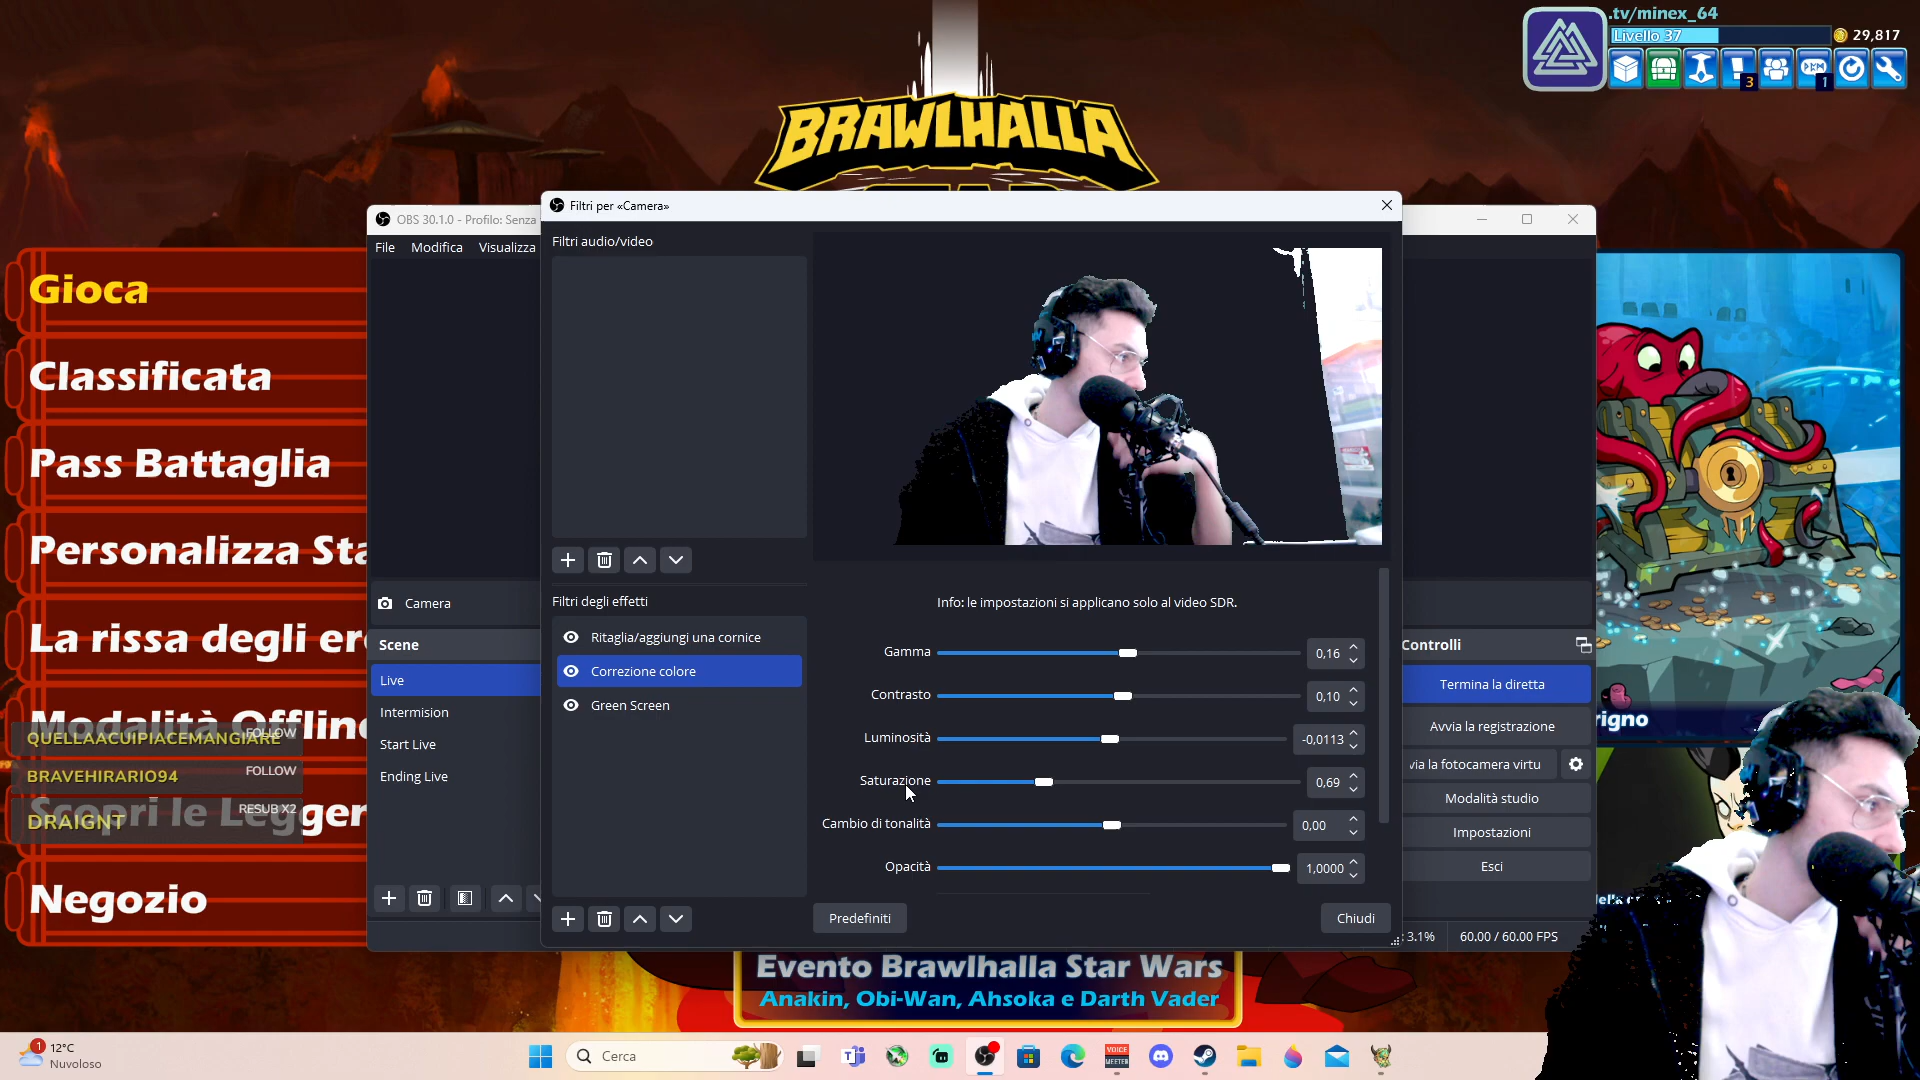 .tv/minex_64
Livello 37
29,817
3
1
BRAWLHALLA
Gioca
Classificata
Pass Battaglia
Personalizza Sta
La rissa degli er
Modalità Offlin
Scopri le Legger
Negozio
QUELLAACUIPIACEMANGIARE
FOLLOW
BRAVEHIRARIO94
FOLLOW
DRAIGNT
RESUB X2
OBS 30.1.0 - Profilo: Senza
File
Modifica
Visualizza
Camera
Scene
Live
Intermision
Start Live
Ending Live
Filtri per «Camera»
Filtri audio/video
Filtri degli effetti
Ritaglia/aggiungi una cornice
Correzione colore
Green Screen
Info: le impostazioni si applicano solo al video SDR.
Gamma
0,16
Contrasto
0,10
Luminosità
-0,0113
Saturazione
0,69
Cambio di tonalità
0,00
Opacità
1,0000
Predefiniti
Chiudi
Controlli
Termina la diretta
Avvia la registrazione
via la fotocamera virtu
Modalità studio
Impostazioni
Esci
3.1%
60.00 / 60.00 FPS
rigno
Evento Brawlhalla Star Wars
Anakin, Obi-Wan, Ahsoka e Darth Vader
1
12°C
Nuvoloso
Cerca
VOICE
MEETER